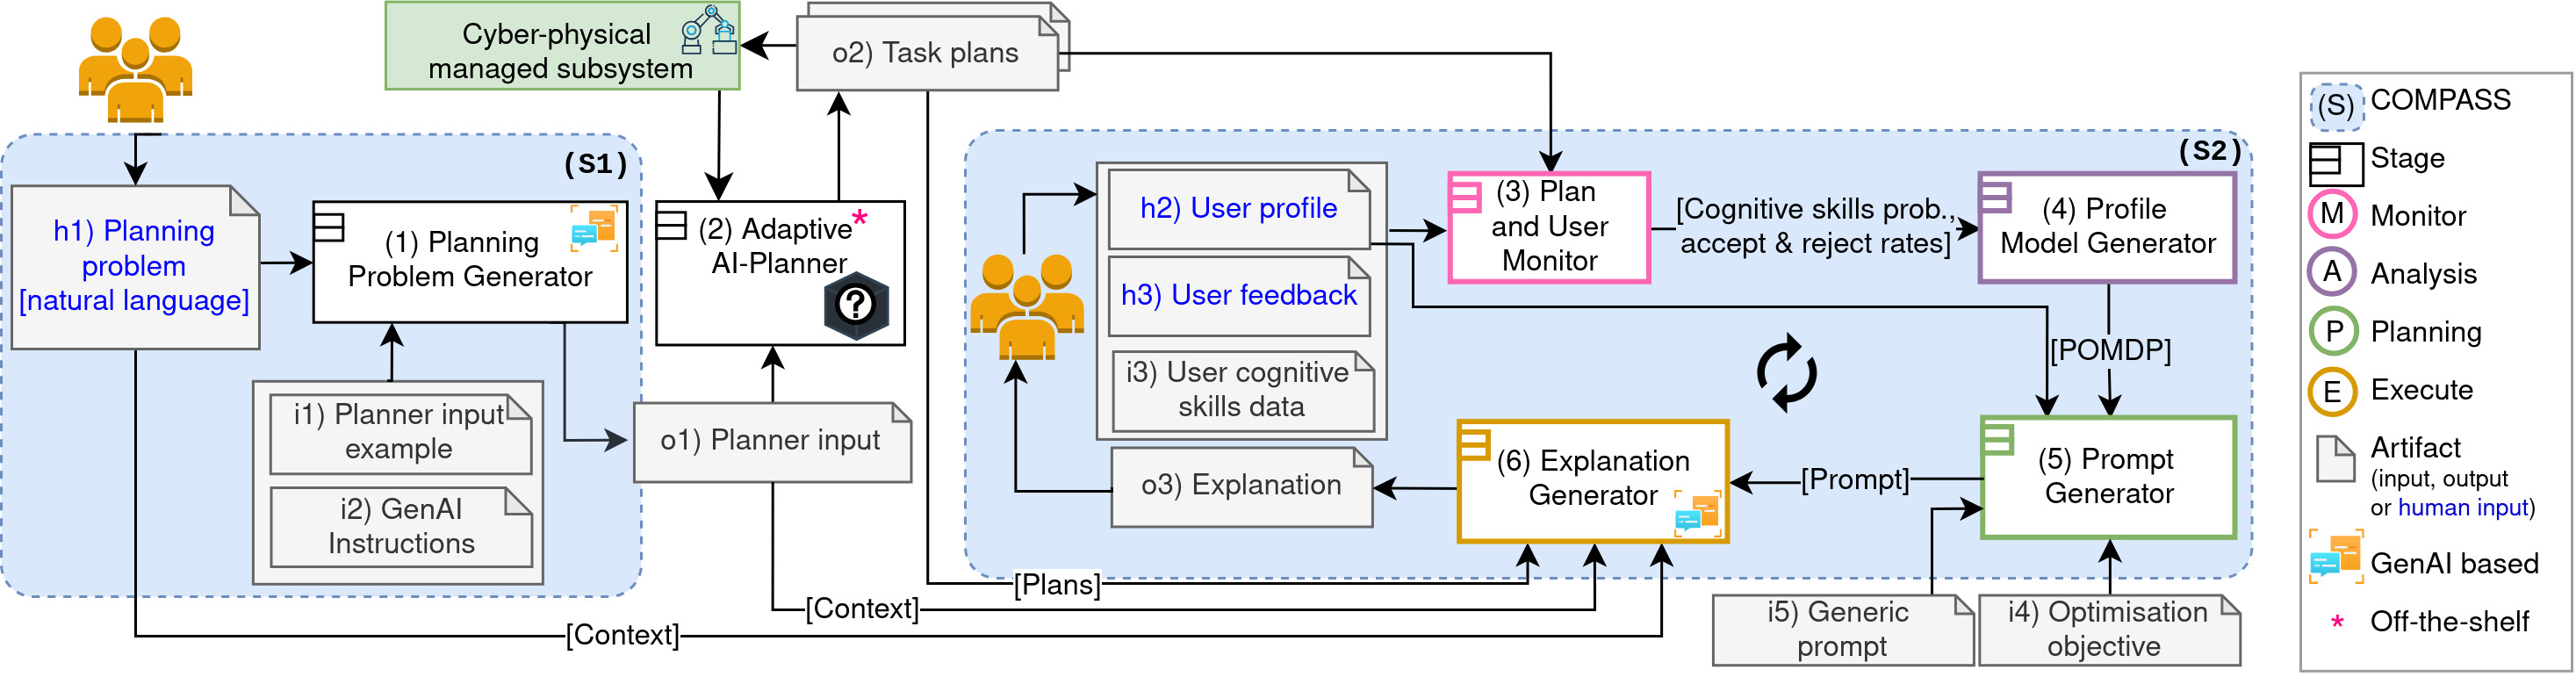 Cyber-physical
managed subsystem
o2) Task plans
(S1)
h1) Planning
problem
[natural language]
(1) Planning
Problem Generator
i1) Planner input
example
i2) GenAI
Instructions
(2) Adaptive*
AI-Planner
?
o1) Planner input
(S2)
h2) User profile
h3) User feedback
i3) User cognitive
skills data
o3) Explanation
(3) Plan
and User
Monitor
[Cognitive skills prob.,
accept & reject rates]
(4) Profile
Model Generator
[POMDP]
(5) Prompt
Generator
[Prompt]
(6) Explanation
Generator
[Plans]
[Context]
[Context]
i5) Generic
prompt
i4) Optimisation
objective
(S) COMPASS
Stage
M Monitor
A Analysis
P Planning
E Execute
Artifact
(input, output
or human input)
GenAI based
* Off-the-shelf